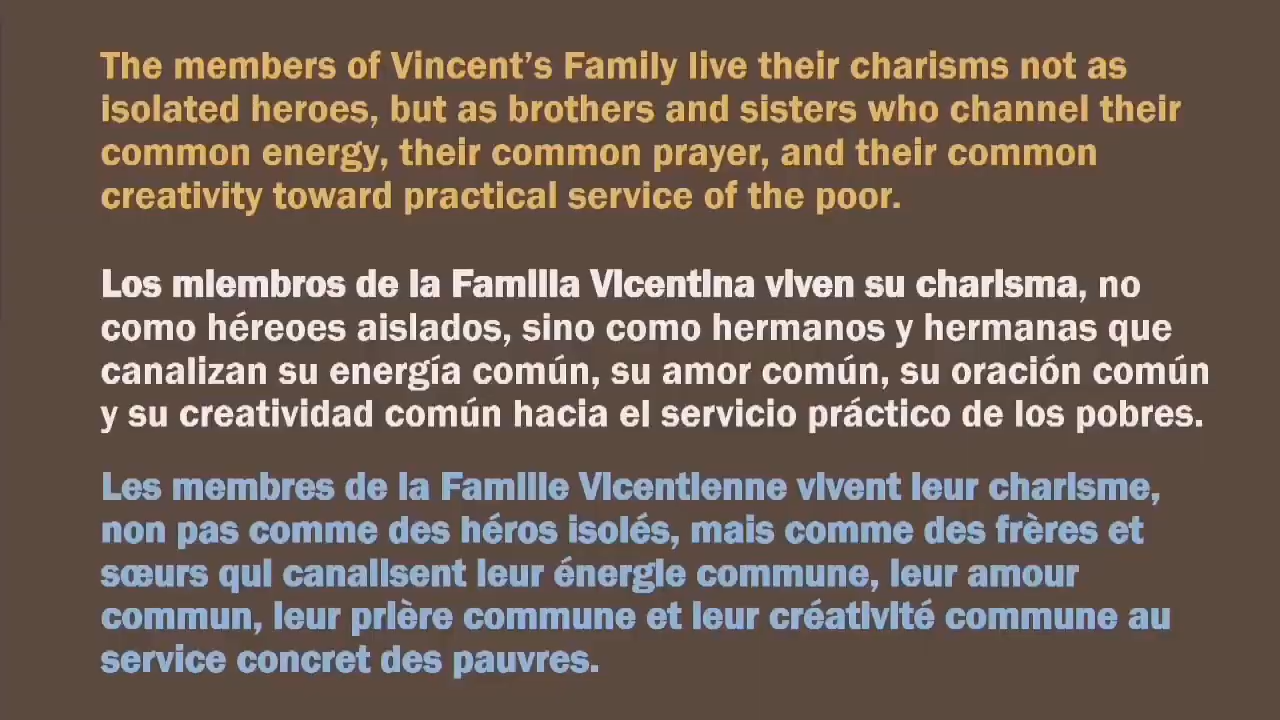 The members of Vincent’s Family live their charisms not as
isolated heroes, but as brothers and sisters who channel their
common energy, their common prayer, and their common
creativity toward practical service of the poor.
Los miembros de la Familia Vicentina viven su charisma, no
como héreoes aislados, sino como hermanos y hermanas que
canalizan su energía común, su amor común, su oración común
y su creatividad común hacia el servicio práctico de los pobres.
Les membres de la Famille Vicentienne vivent leur charisme,
non pas comme des héros isolés, mais comme des frères et
sœurs qui canalisent leur énergie commune, leur amour
commun, leur prière commune et leur créativité commune au
service concret des pauvres.